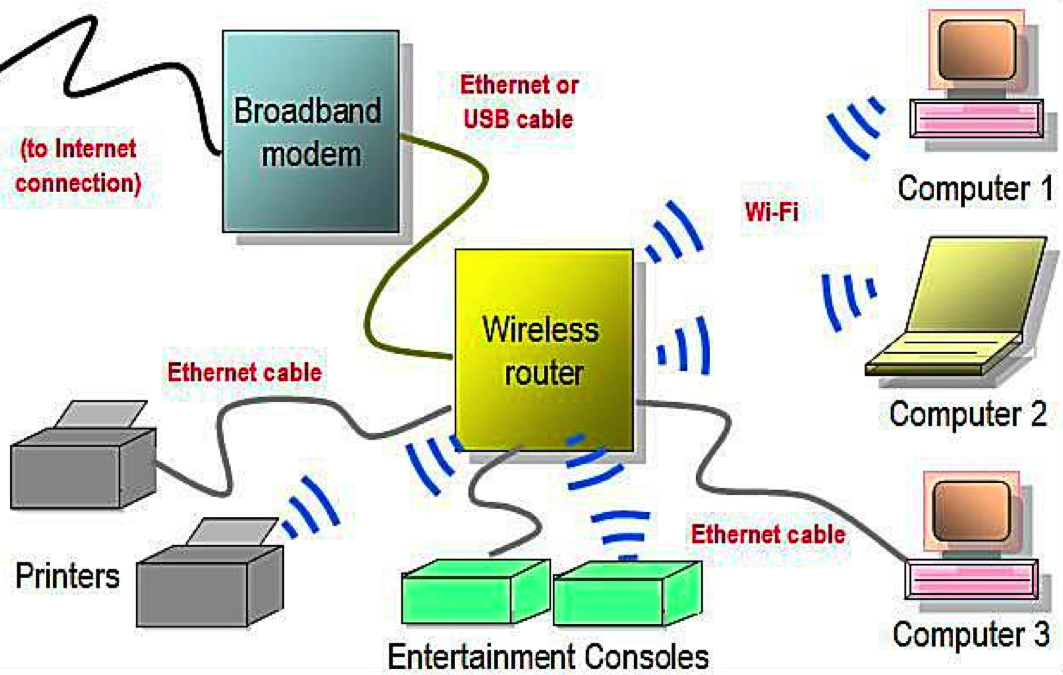 Broadband
modem
(to Internet
connection)
Ethernet or
USB cable
Computer 1
Wi-Fi
Wireless
router
Computer 2
Ethernet cable
Printers
Ethernet cable
Entertainment Consoles
Computer 3